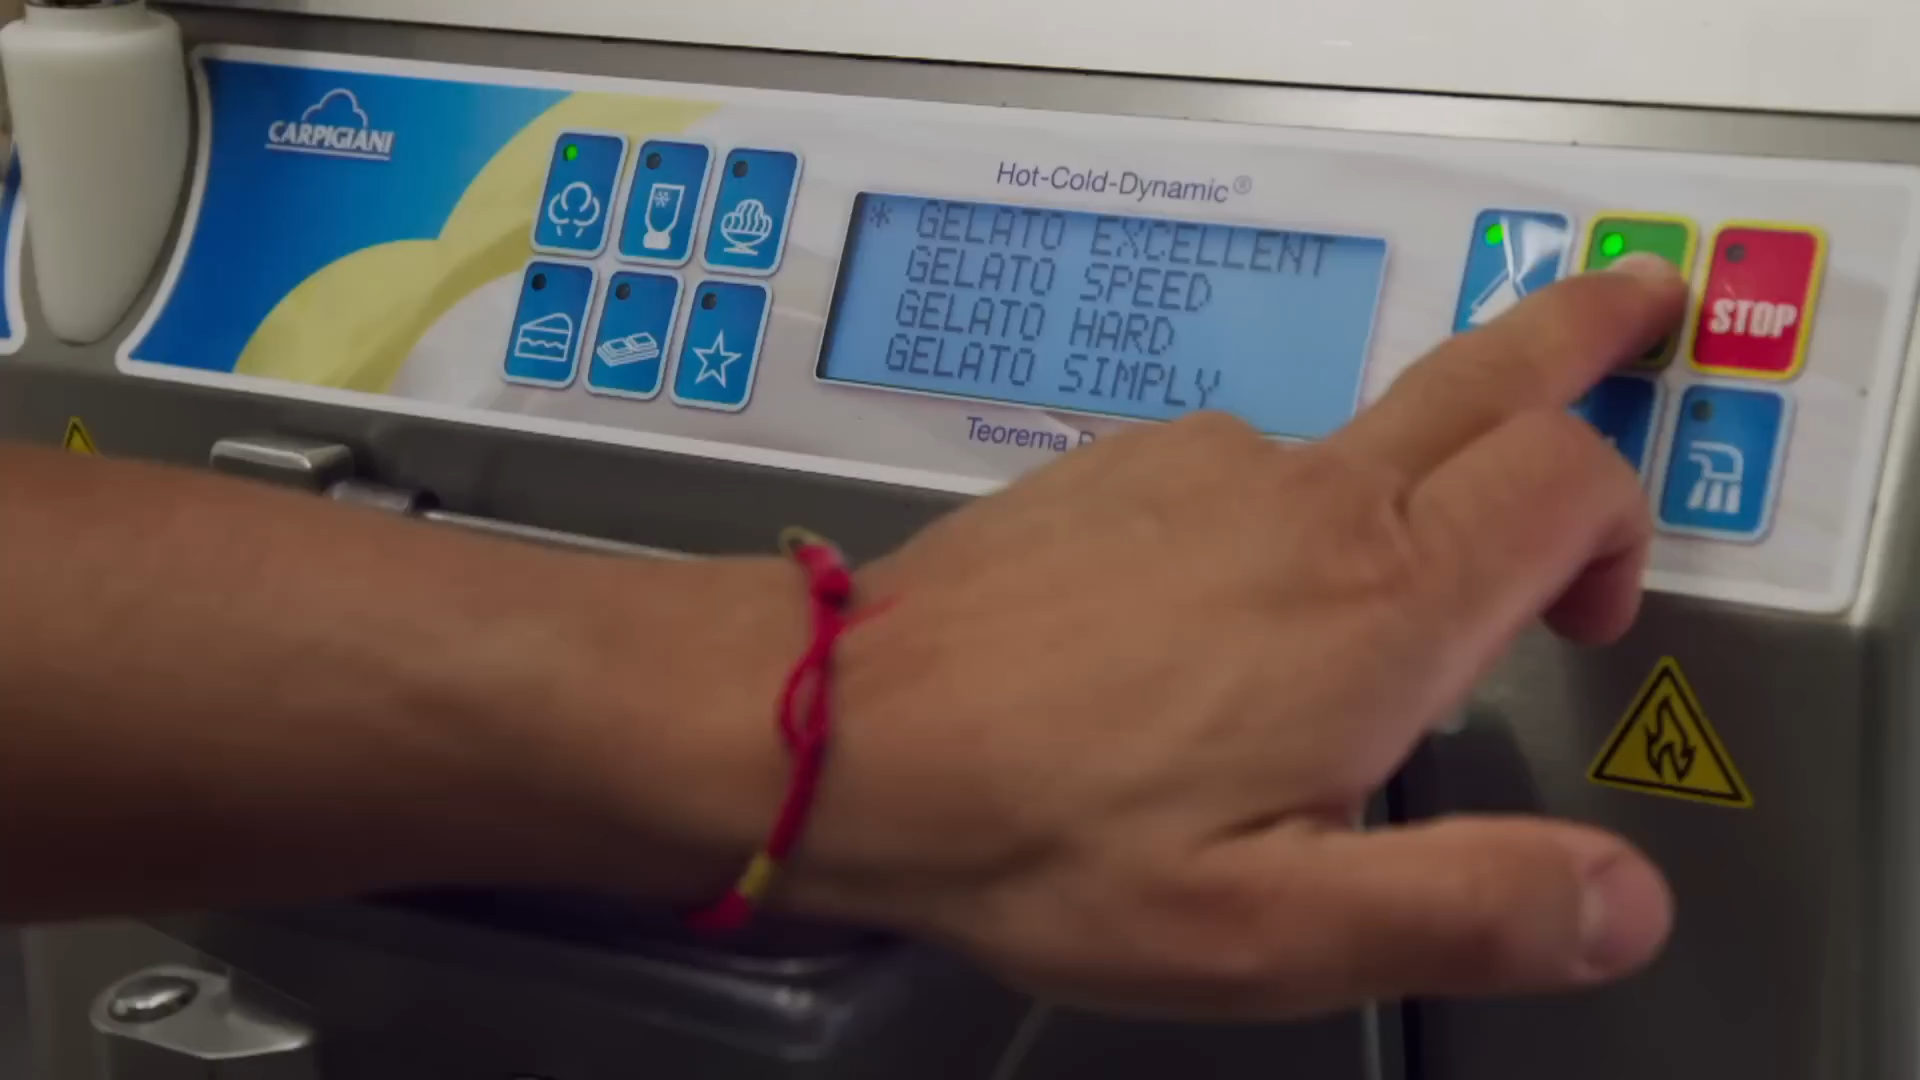 CARPIGIANI
Hot-Cold-Dynamic®
* GELATO EXCELLENT
GELATO SPEED
GELATO HARD
GELATO SIMPLY
STOP
Teorema